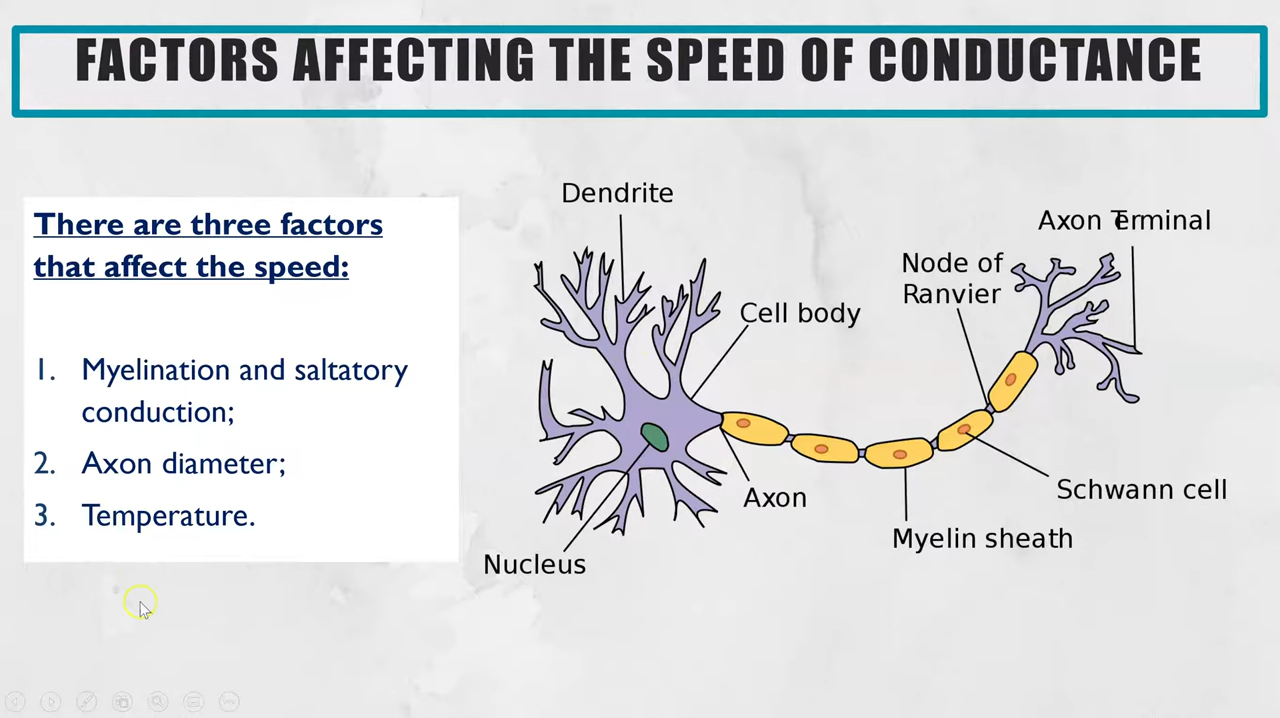 FACTORS AFFECTING THE SPEED OF CONDUCTANCE
There are three factors
that affect the speed:
1. Myelination and saltatory
conduction;
2. Axon diameter;
3. Temperature.
Dendrite
Cell body
Node of
Ranvier
Axon Terminal
Axon
Schwann cell
Myelin sheath
Nucleus